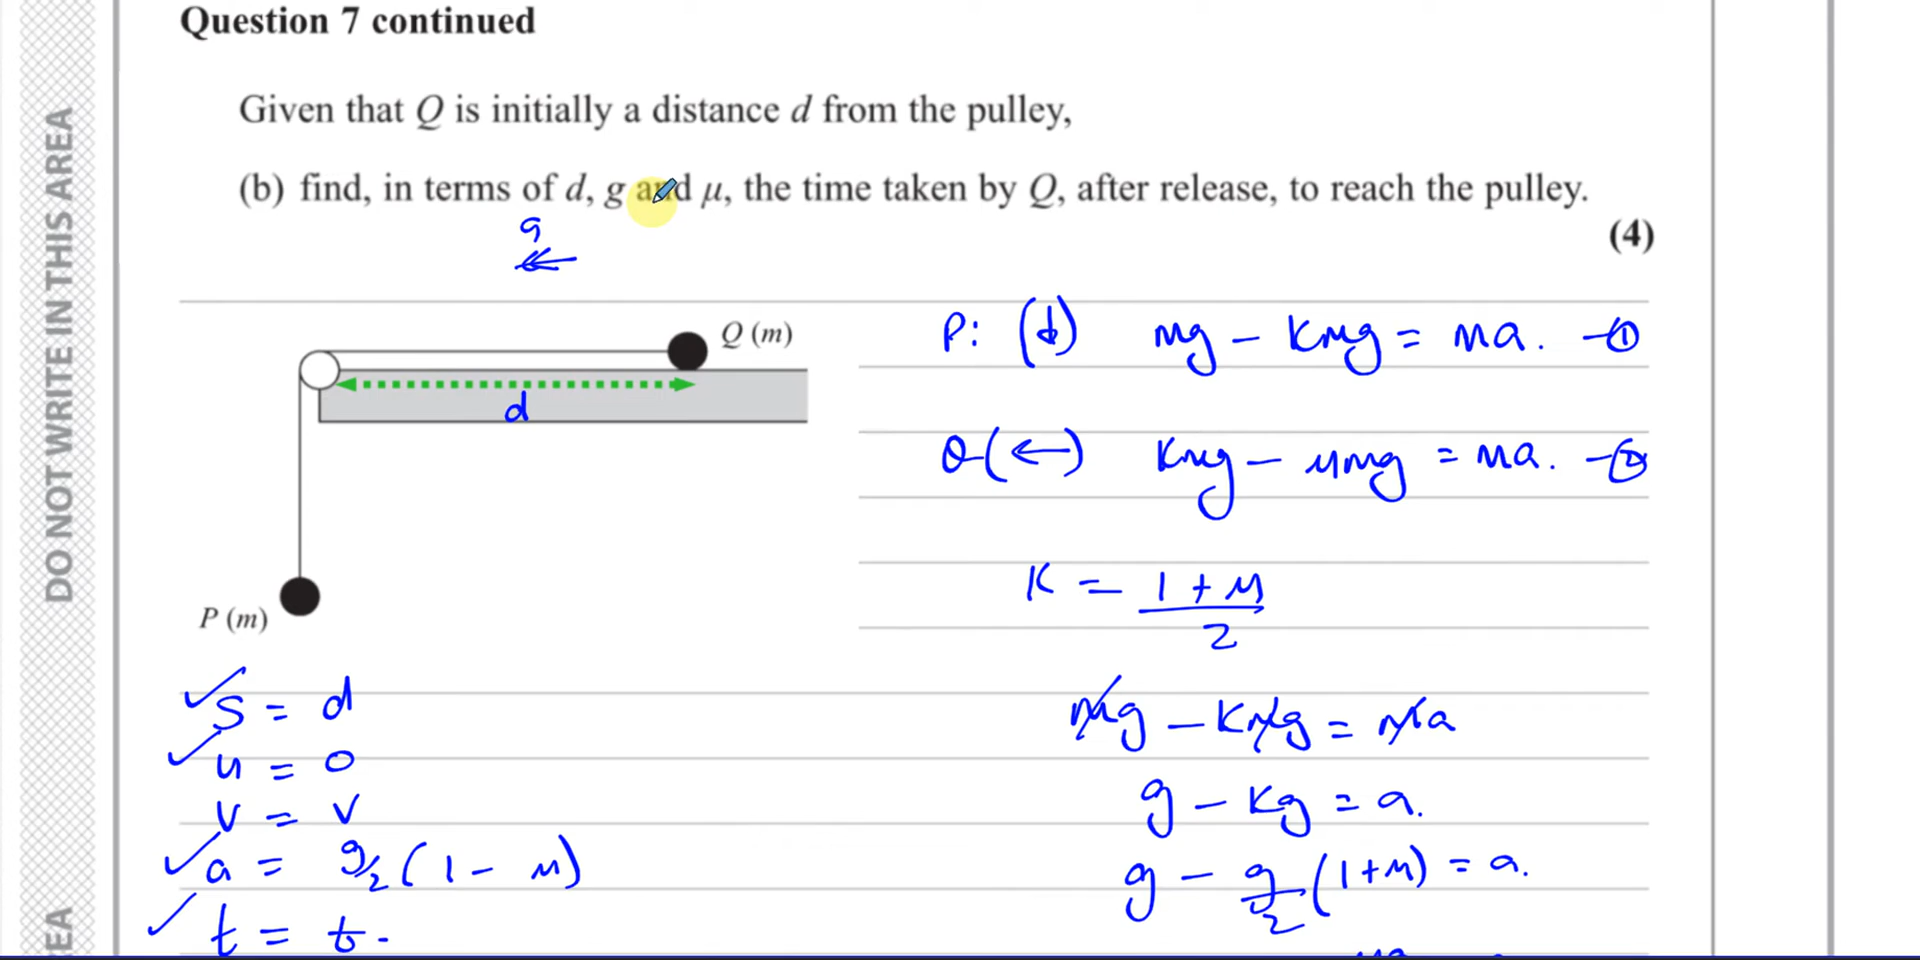 Question 7 continued
Given that Q is initially a distance d from the pulley,
(b) find, in terms of d, g and μ, the time taken by Q, after release, to reach the pulley.
(4)
a
Q (m)
d
P (m)
P: (↓) mg - Kmg = ma. -①
Q(←) Kmg - μmg = ma. -②
K = 1 + μ / 2
mg - Kmg = ma
g - Kg = a.
g - g/2 (1+μ) = a.
s = d
u = 0
v = v
a = g/2 (1 - μ)
t = t.
DO NOT WRITE IN THIS AREA
EA